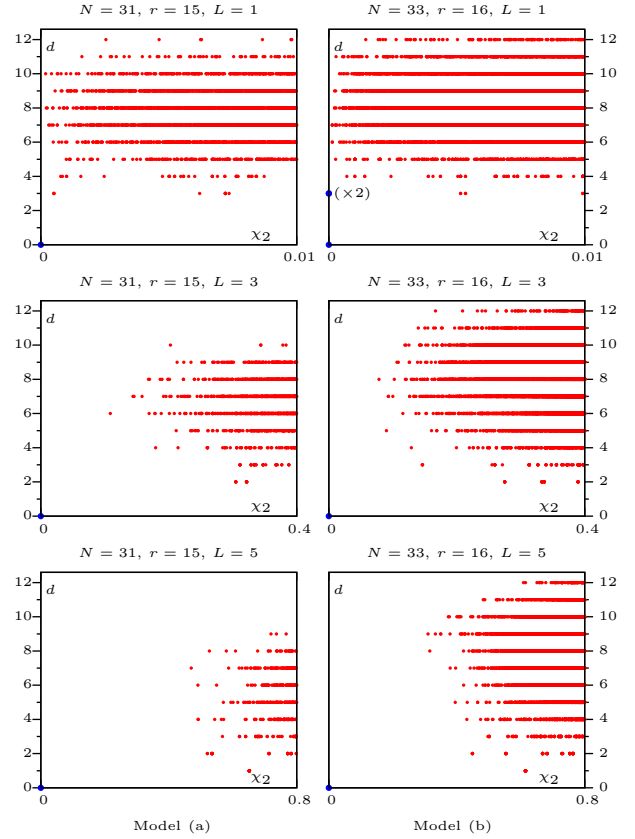 N = 31, r = 15, L = 1
N = 33, r = 16, L = 1
d
d
12
12
10
10
8
8
6
6
4
4
2
2
0
0
(×2)
χ2
χ2
0
0.01
0
0.01
N = 31, r = 15, L = 3
N = 33, r = 16, L = 3
d
d
12
12
10
10
8
8
6
6
4
4
2
2
0
0
χ2
χ2
0
0.4
0
0.4
N = 31, r = 15, L = 5
N = 33, r = 16, L = 5
d
d
12
12
10
10
8
8
6
6
4
4
2
2
0
0
χ2
χ2
0
0.8
0
0.8
Model (a)
Model (b)